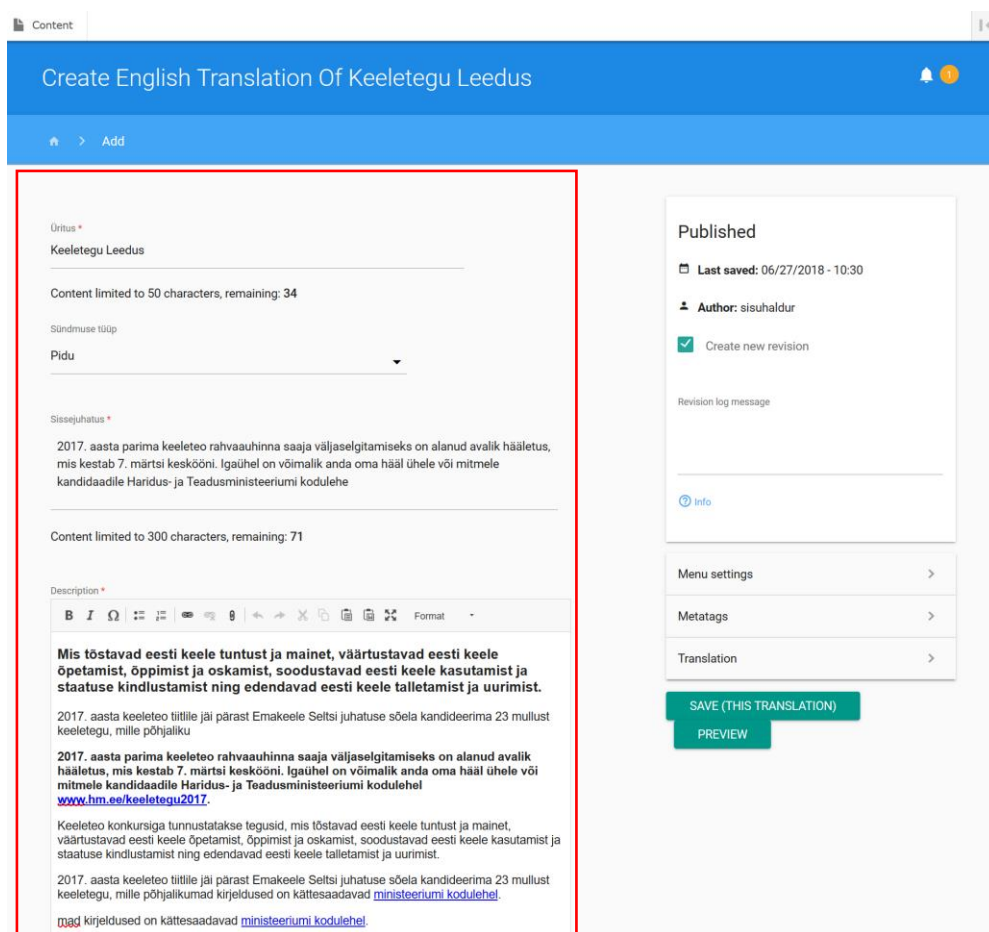 Content
Create English Translation Of Keeletegu Leedus
1
Add
Üritus *
Keeletegu Leedus
Content limited to 50 characters, remaining: 34
Sündmuse tüüp
Pidu
Sissejuhatus *
2017. aasta parima keeleteo rahvaauhinna saaja väljaselgitamiseks on alanud avalik hääletus,
mis kestab 7. märtsi keskööni. Igaühel on võimalik anda oma hääl ühele või mitmele
kandidaadile Haridus- ja Teadusministeeriumi kodulehe
Content limited to 300 characters, remaining: 71
Description *
B I Ω Format
Mis tõstavad eesti keele tuntust ja mainet, väärtustavad eesti keele
õpetamist, õppimist ja oskamist, soodustavad eesti keele kasutamist ja
staatuse kindlustamist ning edendavad eesti keele talletamist ja uurimist.
2017. aasta keeleteo tiitlile jäi pärast Emakeele Seltsi juhatuse sõela kandideerima 23 mullust
keeletegu, mille põhjaliku
2017. aasta parima keeleteo rahvaauhinna saaja väljaselgitamiseks on alanud avalik
hääletus, mis kestab 7. märtsi keskööni. Igaühel on võimalik anda oma hääl ühele või
mitmele kandidaadile Haridus- ja Teadusministeeriumi kodulehel
www.hm.ee/keeletegu2017.
Keeleteo konkursiga tunnustatakse tegusid, mis tõstavad eesti keele tuntust ja mainet,
väärtustavad eesti keele õpetamist, õppimist ja oskamist, soodustavad eesti keele kasutamist ja
staatuse kindlustamist ning edendavad eesti keele talletamist ja uurimist.
2017. aasta keeleteo tiitlile jäi pärast Emakeele Seltsi juhatuse sõela kandideerima 23 mullust
keeletegu, mille põhjalikumad kirjeldused on kättesaadavad ministeeriumi kodulehel.
mad kirjeldused on kättesaadavad ministeeriumi kodulehel.
Published
Last saved: 06/27/2018 - 10:30
Author: sisuhaldur
Create new revision
Revision log message
Info
Menu settings
Metatags
Translation
SAVE (THIS TRANSLATION)
PREVIEW